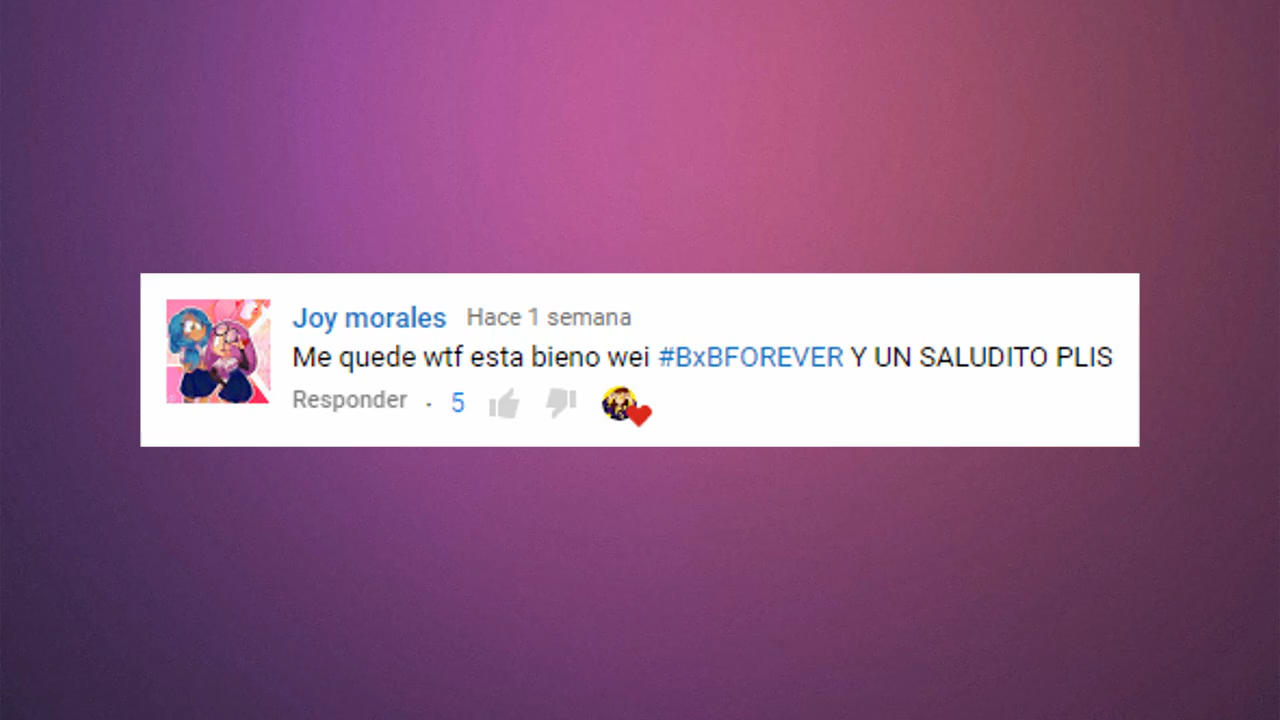 Joy morales Hace 1 semana
Me quede wtf esta bieno wei #BxBFOREVER Y UN SALUDITO PLIS
Responder · 5